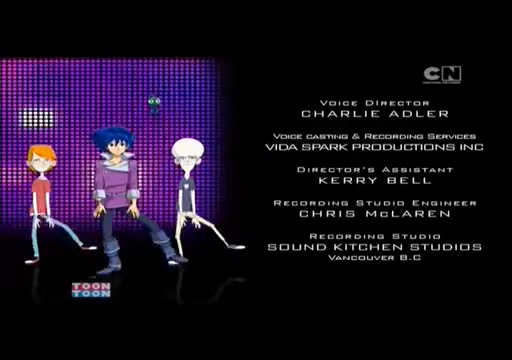 CN
VOICE DIRECTOR
CHARLIE ADLER
VOICE CASTING & RECORDING SERVICES
VIDA SPARK PRODUCTIONS INC
DIRECTOR'S ASSISTANT
KERRY BELL
RECORDING STUDIO ENGINEER
CHRIS MCLAREN
RECORDING STUDIO
SOUND KITCHEN STUDIOS
VANCOUVER B.C
TOON
TOON